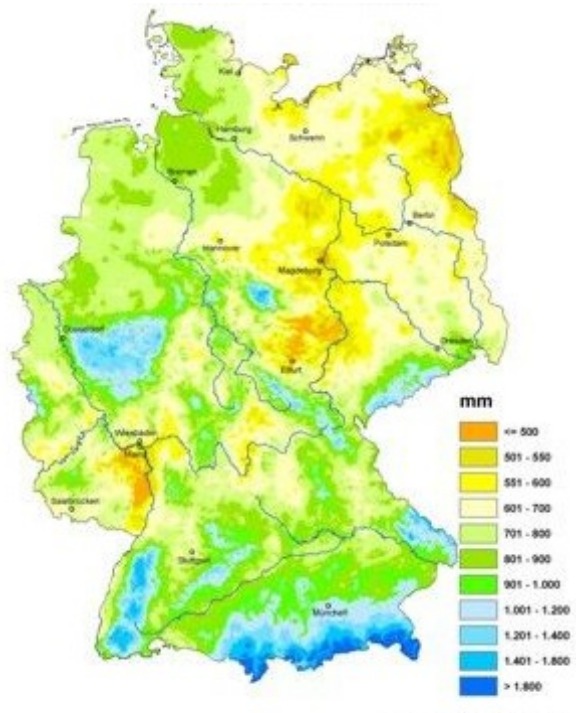 Kiel
Hamburg
Schwerin
Bremen
Berlin
Hannover
Potsdam
Magdeburg
Düsseldorf
Dresden
Erfurt
Wiesbaden
Mainz
Saarbrücken
Stuttgart
München
mm
<= 500
501 - 550
551 - 600
601 - 700
701 - 800
801 - 900
901 - 1.000
1.001 - 1.200
1.201 - 1.400
1.401 - 1.800
> 1.800